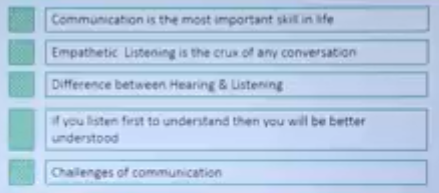 Communication is the most important skill in life
Empathetic Listening is the crux of any conversation
Difference between Hearing & Listening
If you listen first to understand then you will be better
understood
Challenges of communication